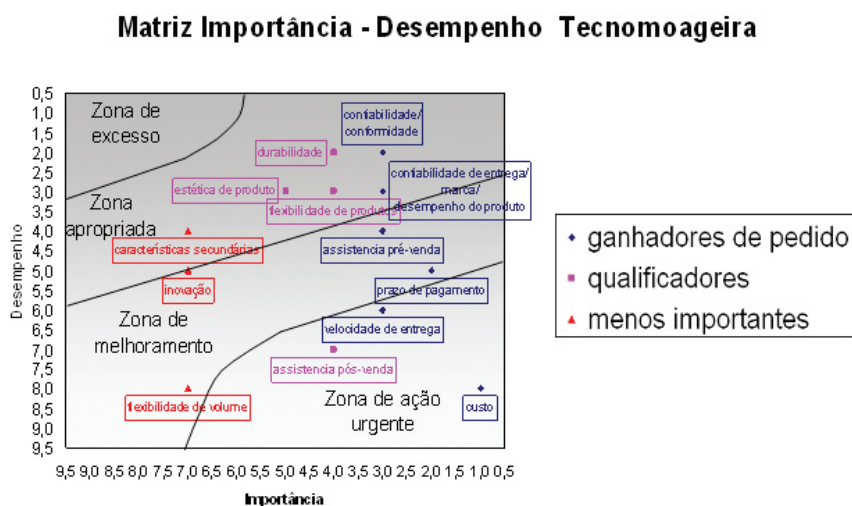 Matriz Importância - Desempenho Tecnomoageira
0,5
1,0
1,5
2,0
2,5
3,0
3,5
4,0
4,5
5,0
5,5
6,0
6,5
7,0
7,5
8,0
8,5
9,0
9,5
Desempenho
Zona de
excesso
Zona
apropriada
Zona de
melhoramento
Zona de ação
urgente
confiabilidade/
conformidade
durabilidade
confiabilidade de entrega/
marca/
desempenho do produto
estética de produto
flexibilidade de produtos
características secundárias
assistencia pré-venda
inovação
prazo de pagamento
velocidade de entrega
assistencia pós-venda
flexibilidade de volume
custo
9,5 9,0 8,5 8,0 7,5 7,0 6,5 6,0 5,5 5,0 4,5 4,0 3,5 3,0 2,5 2,0 1,5 1,0 0,5
Importância
ganhadores de pedido
qualificadores
menos importantes